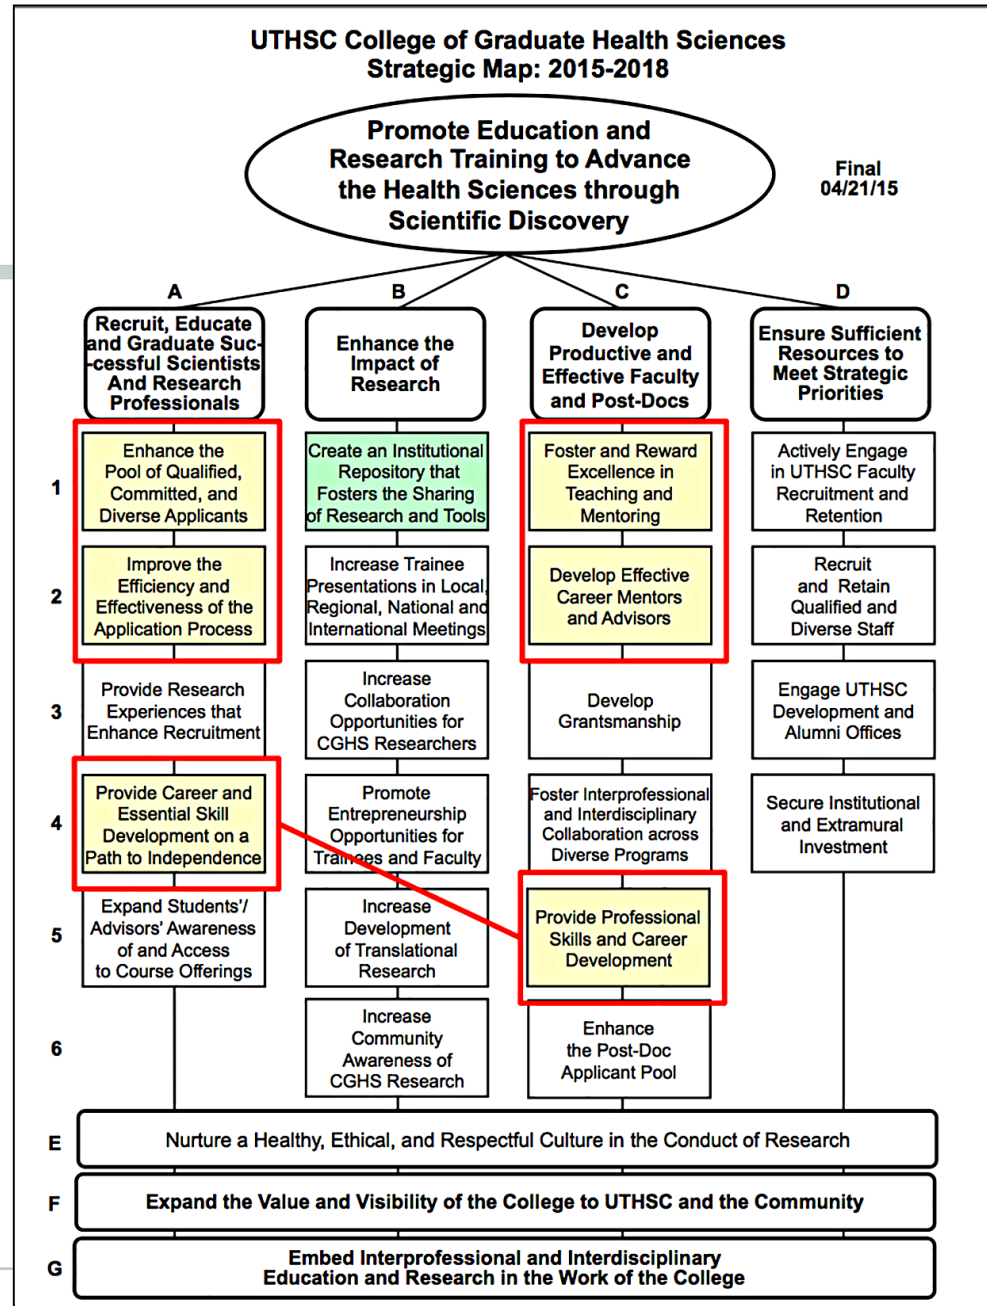 UTHSC College of Graduate Health Sciences
Strategic Map: 2015-2018
Promote Education and
Research Training to Advance
the Health Sciences through
Scientific Discovery
Final
04/21/15
A
B
C
D
Recruit, Educate
and Graduate Suc-
-cessful Scientists
And Research
Professionals
Enhance the
Impact of
Research
Develop
Productive and
Effective Faculty
and Post-Docs
Ensure Sufficient
Resources to
Meet Strategic
Priorities
1
Enhance the
Pool of Qualified,
Committed, and
Diverse Applicants
Create an Institutional
Repository that
Fosters the Sharing
of Research and Tools
Foster and Reward
Excellence in
Teaching and
Mentoring
Actively Engage
in UTHSC Faculty
Recruitment and
Retention
2
Improve the
Efficiency and
Effectiveness of the
Application Process
Increase Trainee
Presentations in Local,
Regional, National and
International Meetings
Develop Effective
Career Mentors
and Advisors
Recruit
and Retain
Qualified and
Diverse Staff
3
Provide Research
Experiences that
Enhance Recruitment
Increase
Collaboration
Opportunities for
CGHS Researchers
Develop
Grantsmanship
Engage UTHSC
Development and
Alumni Offices
4
Provide Career and
Essential Skill
Development on a
Path to Independence
Promote
Entrepreneurship
Opportunities for
Trainees and Faculty
Foster Interprofessional
and Interdisciplinary
Collaboration across
Diverse Programs
Secure Institutional
and Extramural
Investment
5
Expand Students'/
Advisors' Awareness
of and Access
to Course Offerings
Increase
Development
of Translational
Research
Provide Professional
Skills and Career
Development
6
Increase
Community
Awareness of
CGHS Research
Enhance
the Post-Doc
Applicant Pool
E
Nurture a Healthy, Ethical, and Respectful Culture in the Conduct of Research
F
Expand the Value and Visibility of the College to UTHSC and the Community
G
Embed Interprofessional and Interdisciplinary
Education and Research in the Work of the College